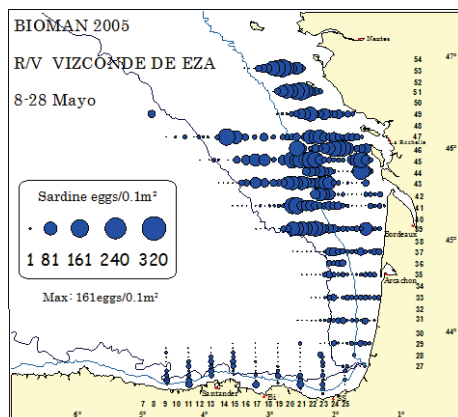 BIOMAN 2005
R/V VIZCONDE DE EZA
8-28 Mayo
Nantes
47°
54
53
51
50
49
48
47
46
45
44
43
42
41
40
39
38
37
36
35
34
33
32
31
30
29
28
27
La Rochelle
46°
Sardine eggs/0.1m²
1 81 161 240 320
Max: 161eggs/0.1m²
Bordeaux
45°
Arcachon
44°
Santander
Bi
SS
7 8 9 10 11 12 13 14 15 16 17 18 19 20 21 22 23 24 25
6° 5° 4° 3° 2° 1°